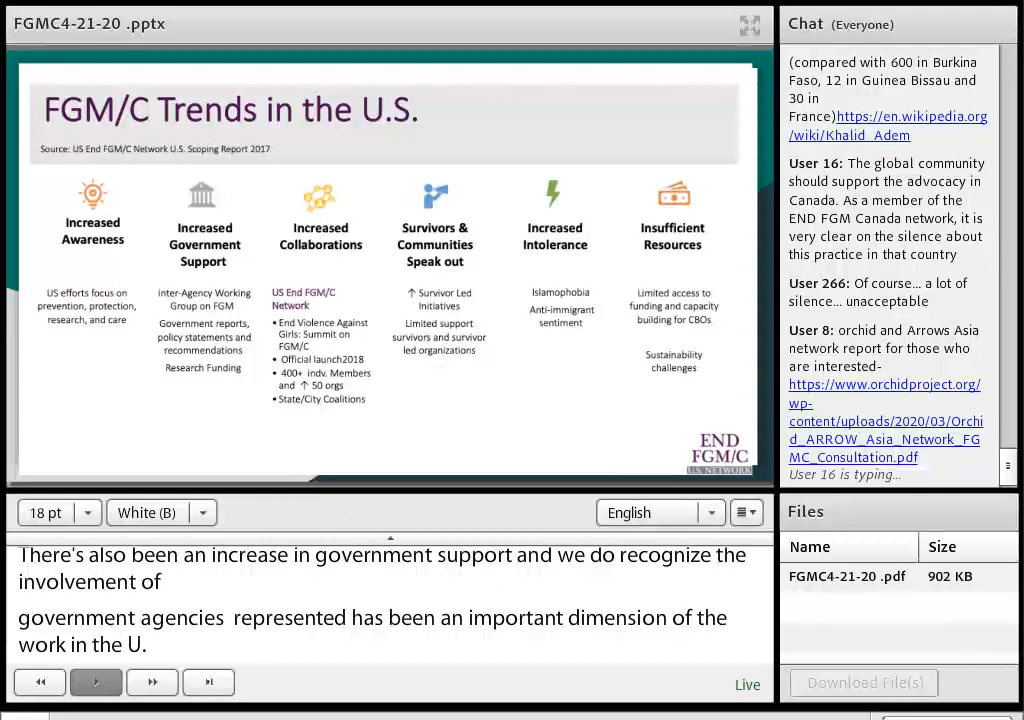 FGMC4-21-20 .pptx
FGM/C Trends in the U.S.
Source: US End FGM/C Network U.S. Scoping Report 2017
Increased
Awareness
US efforts focus on
prevention, protection,
research, and care
Increased
Government
Support
Inter-Agency Working
Group on FGM
Government reports,
policy statements and
recommendations
Research Funding
Increased
Collaborations
US End FGM/C
Network
• End Violence Against
Girls: Summit on
FGM/C
• Official launch2018
• 400+ indv. Members
and ↑ 50 orgs
• State/City Coalitions
Survivors &
Communities
Speak out
↑ Survivor Led
Initiatives
Limited support
survivors and survivor
led organizations
Increased
Intolerance
Islamophobia
Anti-immigrant
sentiment
Insufficient
Resources
Limited access to
funding and capacity
building for CBOs
Sustainability
challenges
END
FGM/C
U.S. NETWORK
18 pt
White (B)
English
There's also been an increase in government support and we do recognize the
involvement of
government agencies represented has been an important dimension of the
work in the U.
Live
Chat (Everyone)
(compared with 600 in Burkina
Faso, 12 in Guinea Bissau and
30 in
France)https://en.wikipedia.org
/wiki/Khalid_Adem
User 16: The global community
should support the advocacy in
Canada. As a member of the
END FGM Canada network, it is
very clear on the silence about
this practice in that country
User 266: Of course... a lot of
silence... unacceptable
User 8: orchid and Arrows Asia
network report for those who
are interested-
https://www.orchidproject.org/
wp-
content/uploads/2020/03/Orchi
d_ARROW_Asia_Network_FG
MC_Consultation.pdf
User 16 is typing...
Files
Name Size
FGMC4-21-20 .pdf 902 KB
Download File(s)